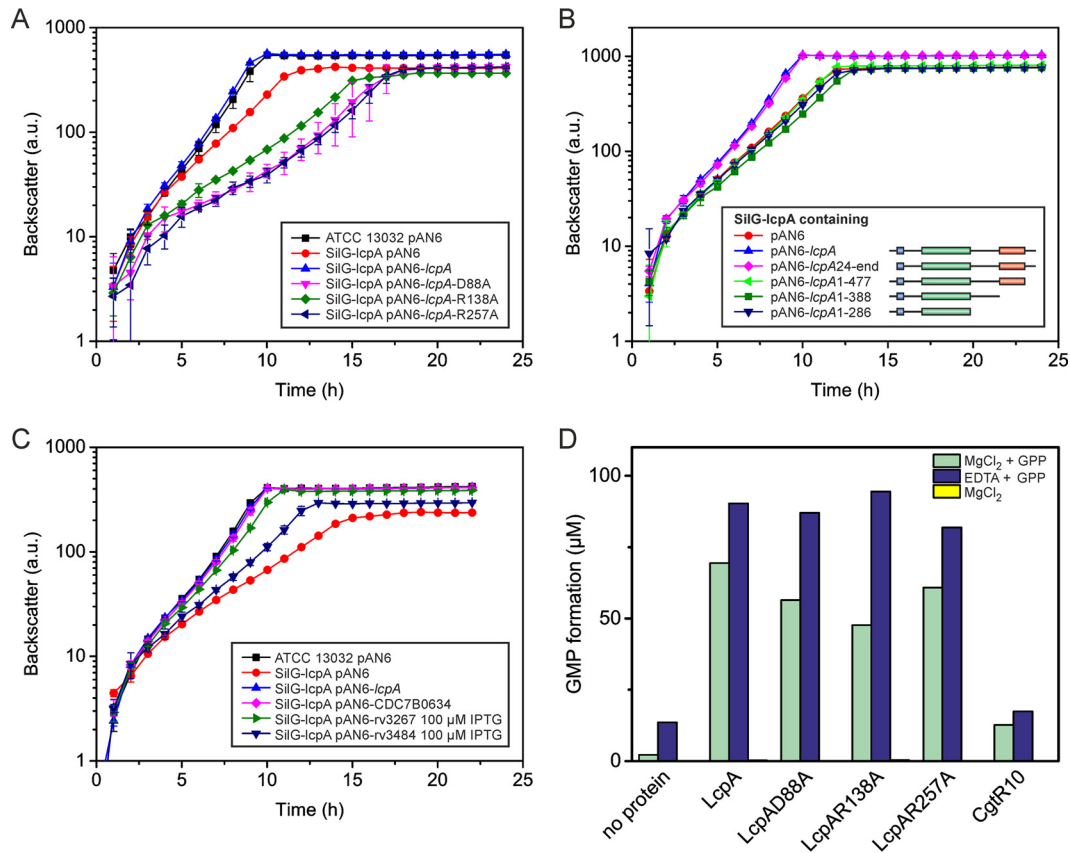 A
Backscatter (a.u.)
1000
100
10
1
0 5 10 15 20 25
Time (h)
ATCC 13032 pAN6
SilG-lcpA pAN6
SilG-lcpA pAN6-lcpA
SilG-lcpA pAN6-lcpA-D88A
SilG-lcpA pAN6-lcpA-R138A
SilG-lcpA pAN6-lcpA-R257A
B
Backscatter (a.u.)
1000
100
10
1
0 5 10 15 20 25
Time (h)
SilG-lcpA containing
pAN6
pAN6-lcpA
pAN6-lcpA24-end
pAN6-lcpA1-477
pAN6-lcpA1-388
pAN6-lcpA1-286
C
Backscatter (a.u.)
1000
100
10
1
0 5 10 15 20 25
Time (h)
ATCC 13032 pAN6
SilG-lcpA pAN6
SilG-lcpA pAN6-lcpA
SilG-lcpA pAN6-CDC7B0634
SilG-lcpA pAN6-rv3267 100 µM IPTG
SilG-lcpA pAN6-rv3484 100 µM IPTG
D
GMP formation (µM)
100
50
0
MgCl₂ + GPP
EDTA + GPP
MgCl₂
no protein
LcpA
LcpAD88A
LcpAR138A
LcpAR257A
CgtR10